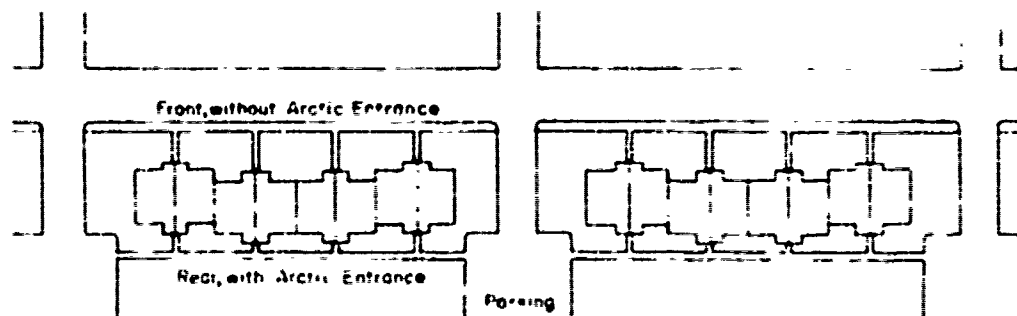 Front, without Arctic Entrance
Rear, with Arctic Entrance
Parking